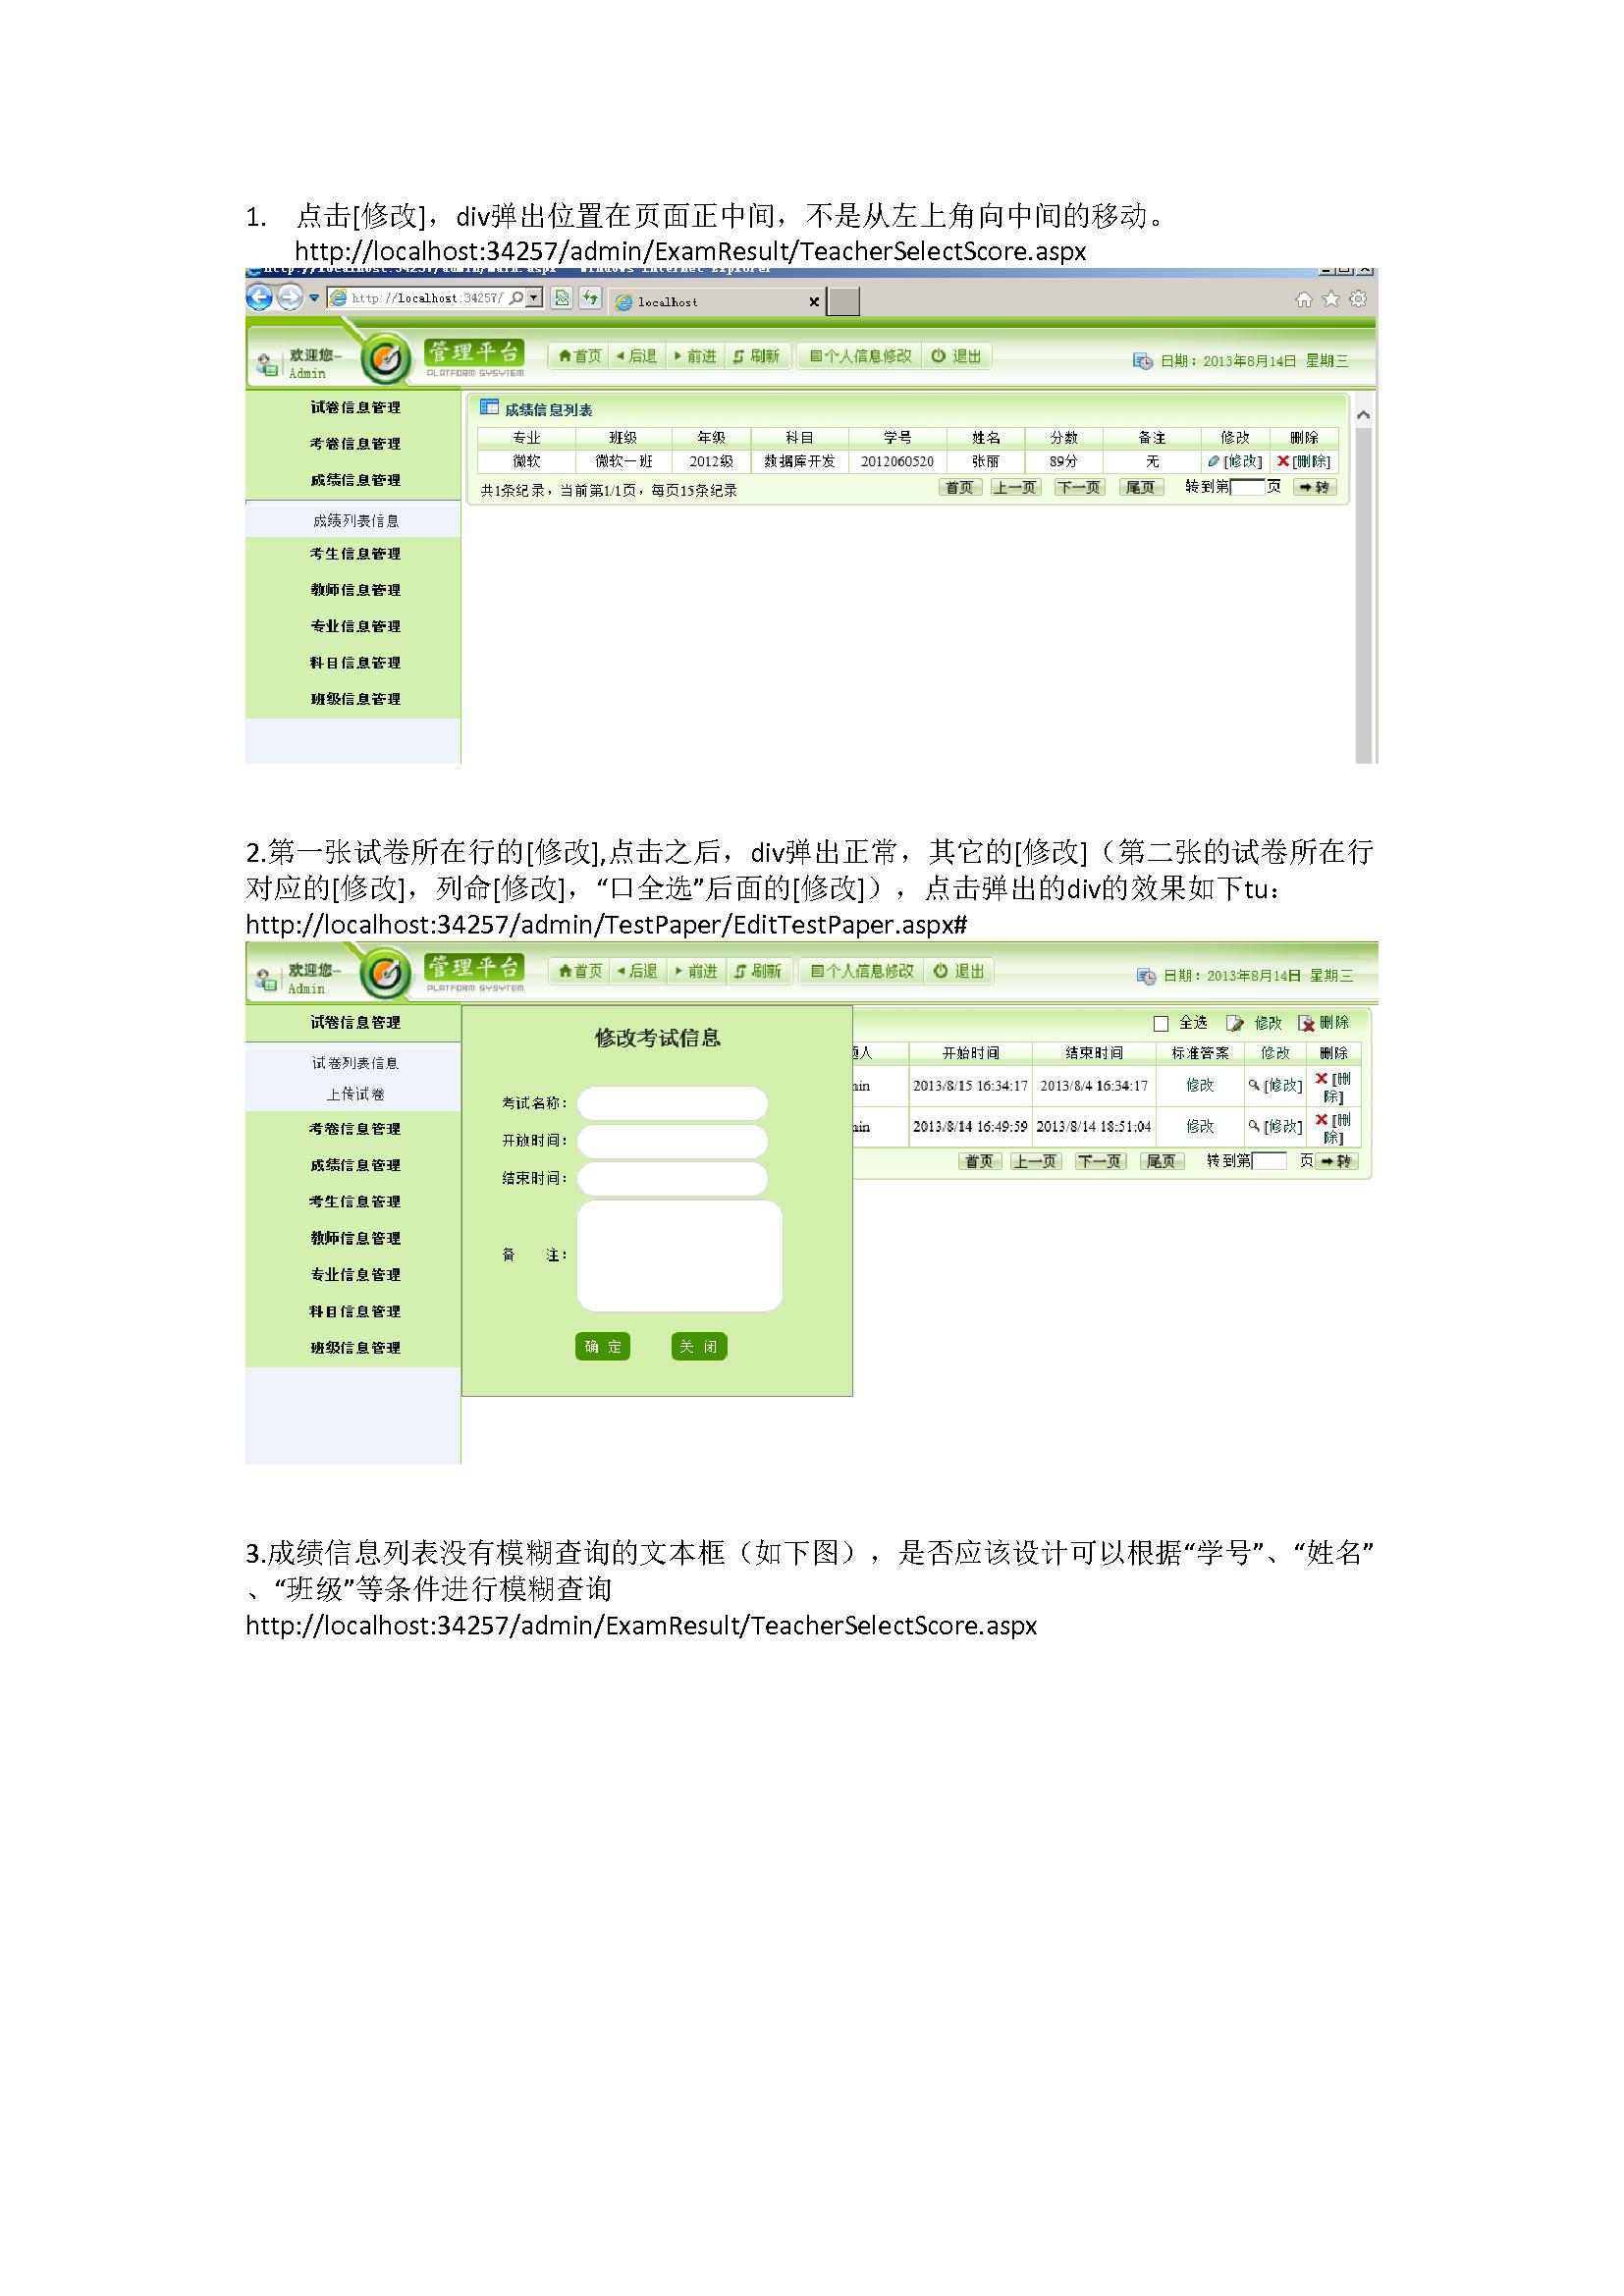 1. 点击[修改]，div弹出位置在页面正中间，不是从左上角向中间的移动。
http://localhost:34257/admin/ExamResult/TeacherSelectScore.aspx
http://localhost:34257/admin/main.aspx - Windows Internet Explorer
http://localhost:34257/ localhost
欢迎您-- 管理平台 首页 后退 前进 刷新 个人信息修改 退出 日期：2013年8月14日 星期三
Admin PLATFORM SYSYTEM
试卷信息管理 成绩信息列表
专业 班级 年级 科目 学号 姓名 分数 备注 修改 删除
考卷信息管理
微软 微软一班 2012级 数据库开发 2012060520 张丽 89分 无 [修改] [删除]
成绩信息管理
共1条纪录，当前第1/1页，每页15条纪录 首页 上一页 下一页 尾页 转到第 页 转
成绩列表信息
考生信息管理
教师信息管理
专业信息管理
科目信息管理
班级信息管理
2.第一张试卷所在行的[修改],点击之后，div弹出正常，其它的[修改]（第二张的试卷所在行
对应的[修改]，列命[修改]，“口全选”后面的[修改]），点击弹出的div的效果如下tu：
http://localhost:34257/admin/TestPaper/EditTestPaper.aspx#
欢迎您-- 管理平台 首页 后退 前进 刷新 个人信息修改 退出 日期：2013年8月14日 星期三
Admin PLATFORM SYSYTEM
试卷信息管理 修改考试信息 全选 修改 删除
人 开始时间 结束时间 标准答案 修改 删除
试卷列表信息
min 2013/8/15 16:34:17 2013/8/4 16:34:17 修改 [修改] [删除]
上传试卷 考试名称：
考卷信息管理 min 2013/8/14 16:49:59 2013/8/14 18:51:04 修改 [修改] [删除]
开放时间：
成绩信息管理 首页 上一页 下一页 尾页 转到第 页 转
结束时间：
考生信息管理
教师信息管理
备 注：
专业信息管理
科目信息管理
班级信息管理 确 定 关 闭
3.成绩信息列表没有模糊查询的文本框（如下图），是否应该设计可以根据“学号”、“姓名”
、“班级”等条件进行模糊查询
http://localhost:34257/admin/ExamResult/TeacherSelectScore.aspx